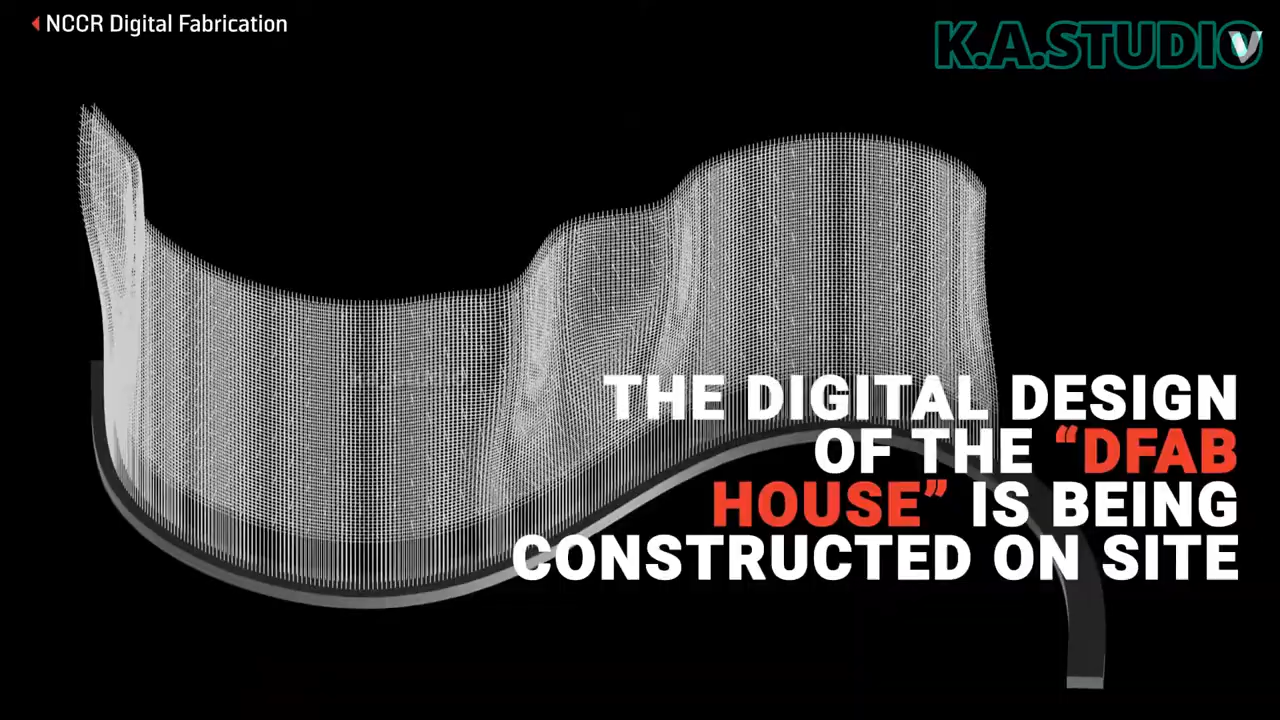 NCCR Digital Fabrication
K.A.STUDIO
THE DIGITAL DESIGN
OF THE “DFAB
HOUSE” IS BEING
CONSTRUCTED ON SITE